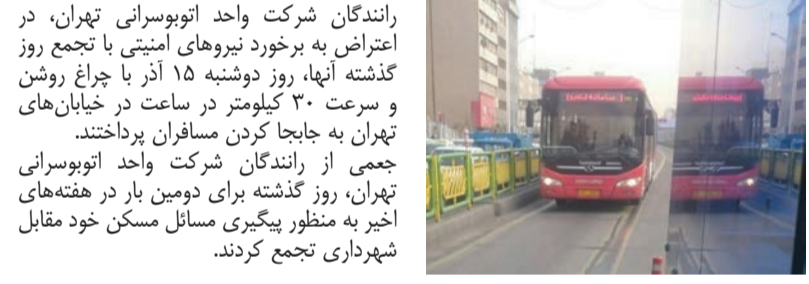 رانندگان شرکت واحد اتوبوسرانی تهران، در
اعتراض به برخورد نیروهای امنیتی با تجمع روز
گذشته آنها، روز دوشنبه ۱۵ آذر با چراغ روشن
و سرعت ۳۰ کیلومتر در ساعت در خیابان‌های
تهران به جابجا کردن مسافران پرداختند.
جمعی از رانندگان شرکت واحد اتوبوسرانی
تهران، روز گذشته برای دومین بار در هفته‌های
اخیر به منظور پیگیری مسائل مسکن خود مقابل
شهرداری تجمع کردند.